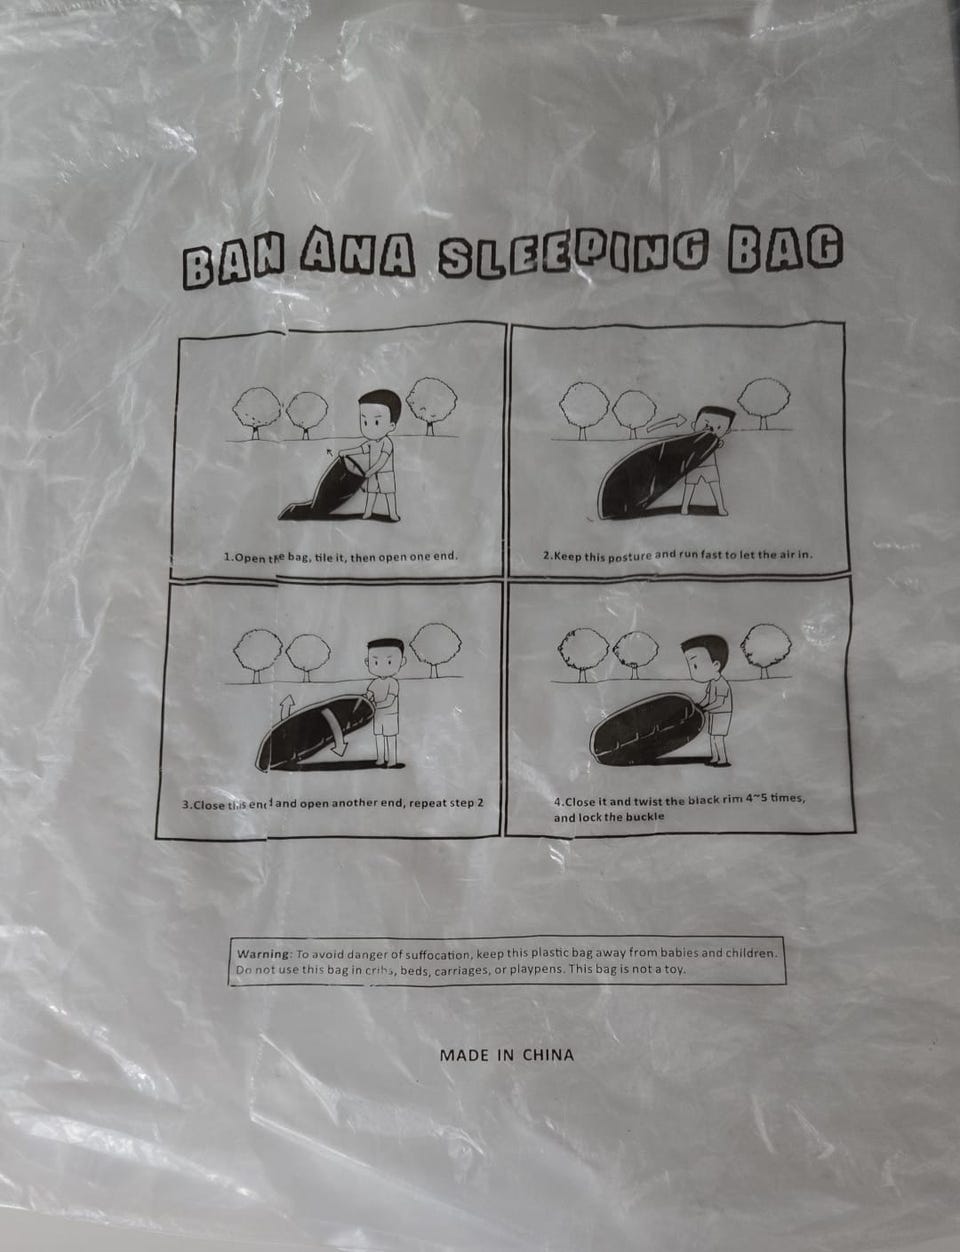 BANANA SLEEPING BAG
1.Open the bag, tile it, then open one end.
2.Keep this posture and run fast to let the air in.
3.Close this end and open another end, repeat step 2
4.Close it and twist the black rim 4~5 times,
and lock the buckle
Warning: To avoid danger of suffocation, keep this plastic bag away from babies and children.
Do not use this bag in cribs, beds, carriages, or playpens. This bag is not a toy.
MADE IN CHINA